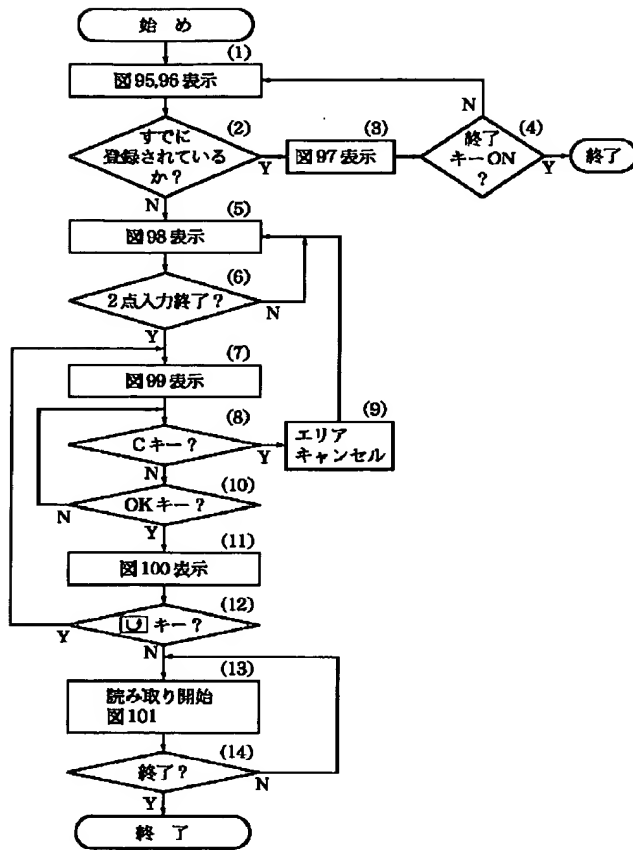 始 め
(1)
図95,96表示
(2)
すでに
登録されている
か？
Y
N
(3)
図97表示
(4)
終了
キーON
？
N
Y
終了
(5)
図98表示
(6)
2点入力終了？
N
Y
(7)
図99表示
(8)
Cキー？
Y
N
(9)
エリア
キャンセル
(10)
OKキー？
N
Y
(11)
図100表示
(12)
キー？
Y
N
(13)
読み取り開始
図101
(14)
終了？
N
Y
終 了